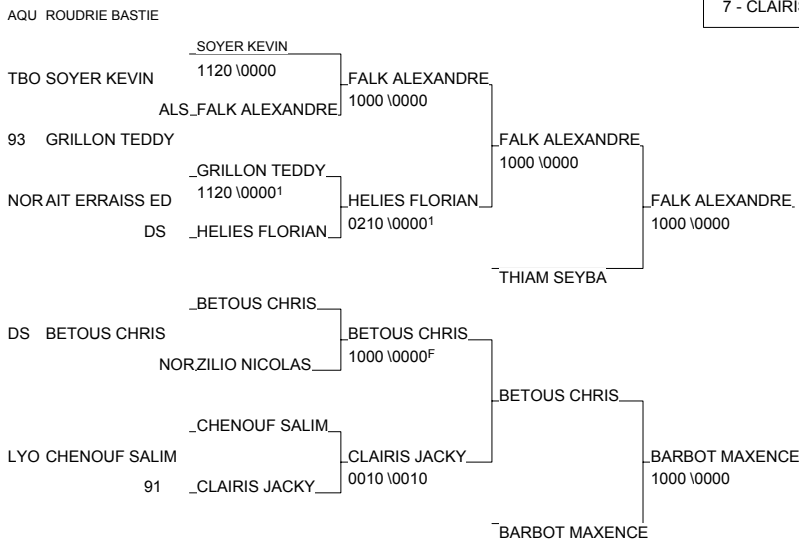 7 - CLAIRIS
AQU ROUDRIE BASTIE
SOYER KEVIN
1120 \0000
TBO SOYER KEVIN
FALK ALEXANDRE
1000 \0000
ALS FALK ALEXANDRE
93 GRILLON TEDDY
FALK ALEXANDRE
1000 \0000
GRILLON TEDDY
1120 \0000¹
NOR AIT ERRAISS ED
HELIES FLORIAN
0210 \0000¹
FALK ALEXANDRE
1000 \0000
DS HELIES FLORIAN
THIAM SEYBA
BETOUS CHRIS
DS BETOUS CHRIS
BETOUS CHRIS
1000 \0000F
NOR ZILIO NICOLAS
BETOUS CHRIS
CHENOUF SALIM
LYO CHENOUF SALIM
CLAIRIS JACKY
0010 \0010
BARBOT MAXENCE
1000 \0000
91 CLAIRIS JACKY
BARBOT MAXENCE